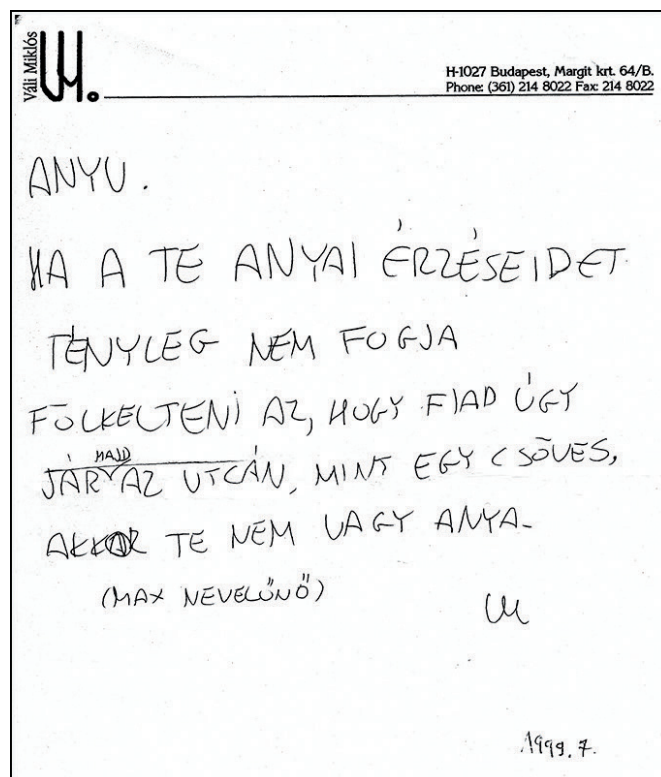 Váli Miklós
H-1027 Budapest, Margit krt. 64/B.
Phone: (361) 214 8022 Fax: 214 8022
ANYU.
HA A TE ANYAI ÉRZÉSEIDET
TÉNYLEG NEM FOGJA
FÖLKELTENI AZ, HOGY FIAD ÚGY
MAJD
JÁR AZ UTCÁN, MINT EGY CSÖVES,
AKKOR TE NEM VAGY ANYA.
(MAX NEVELŐNŐ)
VM
1999. 7.